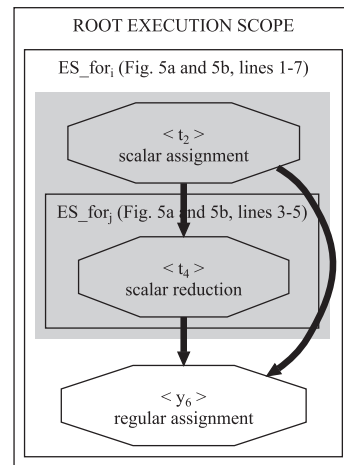 ROOT EXECUTION SCOPE
ES_forᵢ (Fig. 5a and 5b, lines 1-7)
< t₂ >
scalar assignment
ES_forⱼ (Fig. 5a and 5b, lines 3-5)
< t₄ >
scalar reduction
< y₆ >
regular assignment